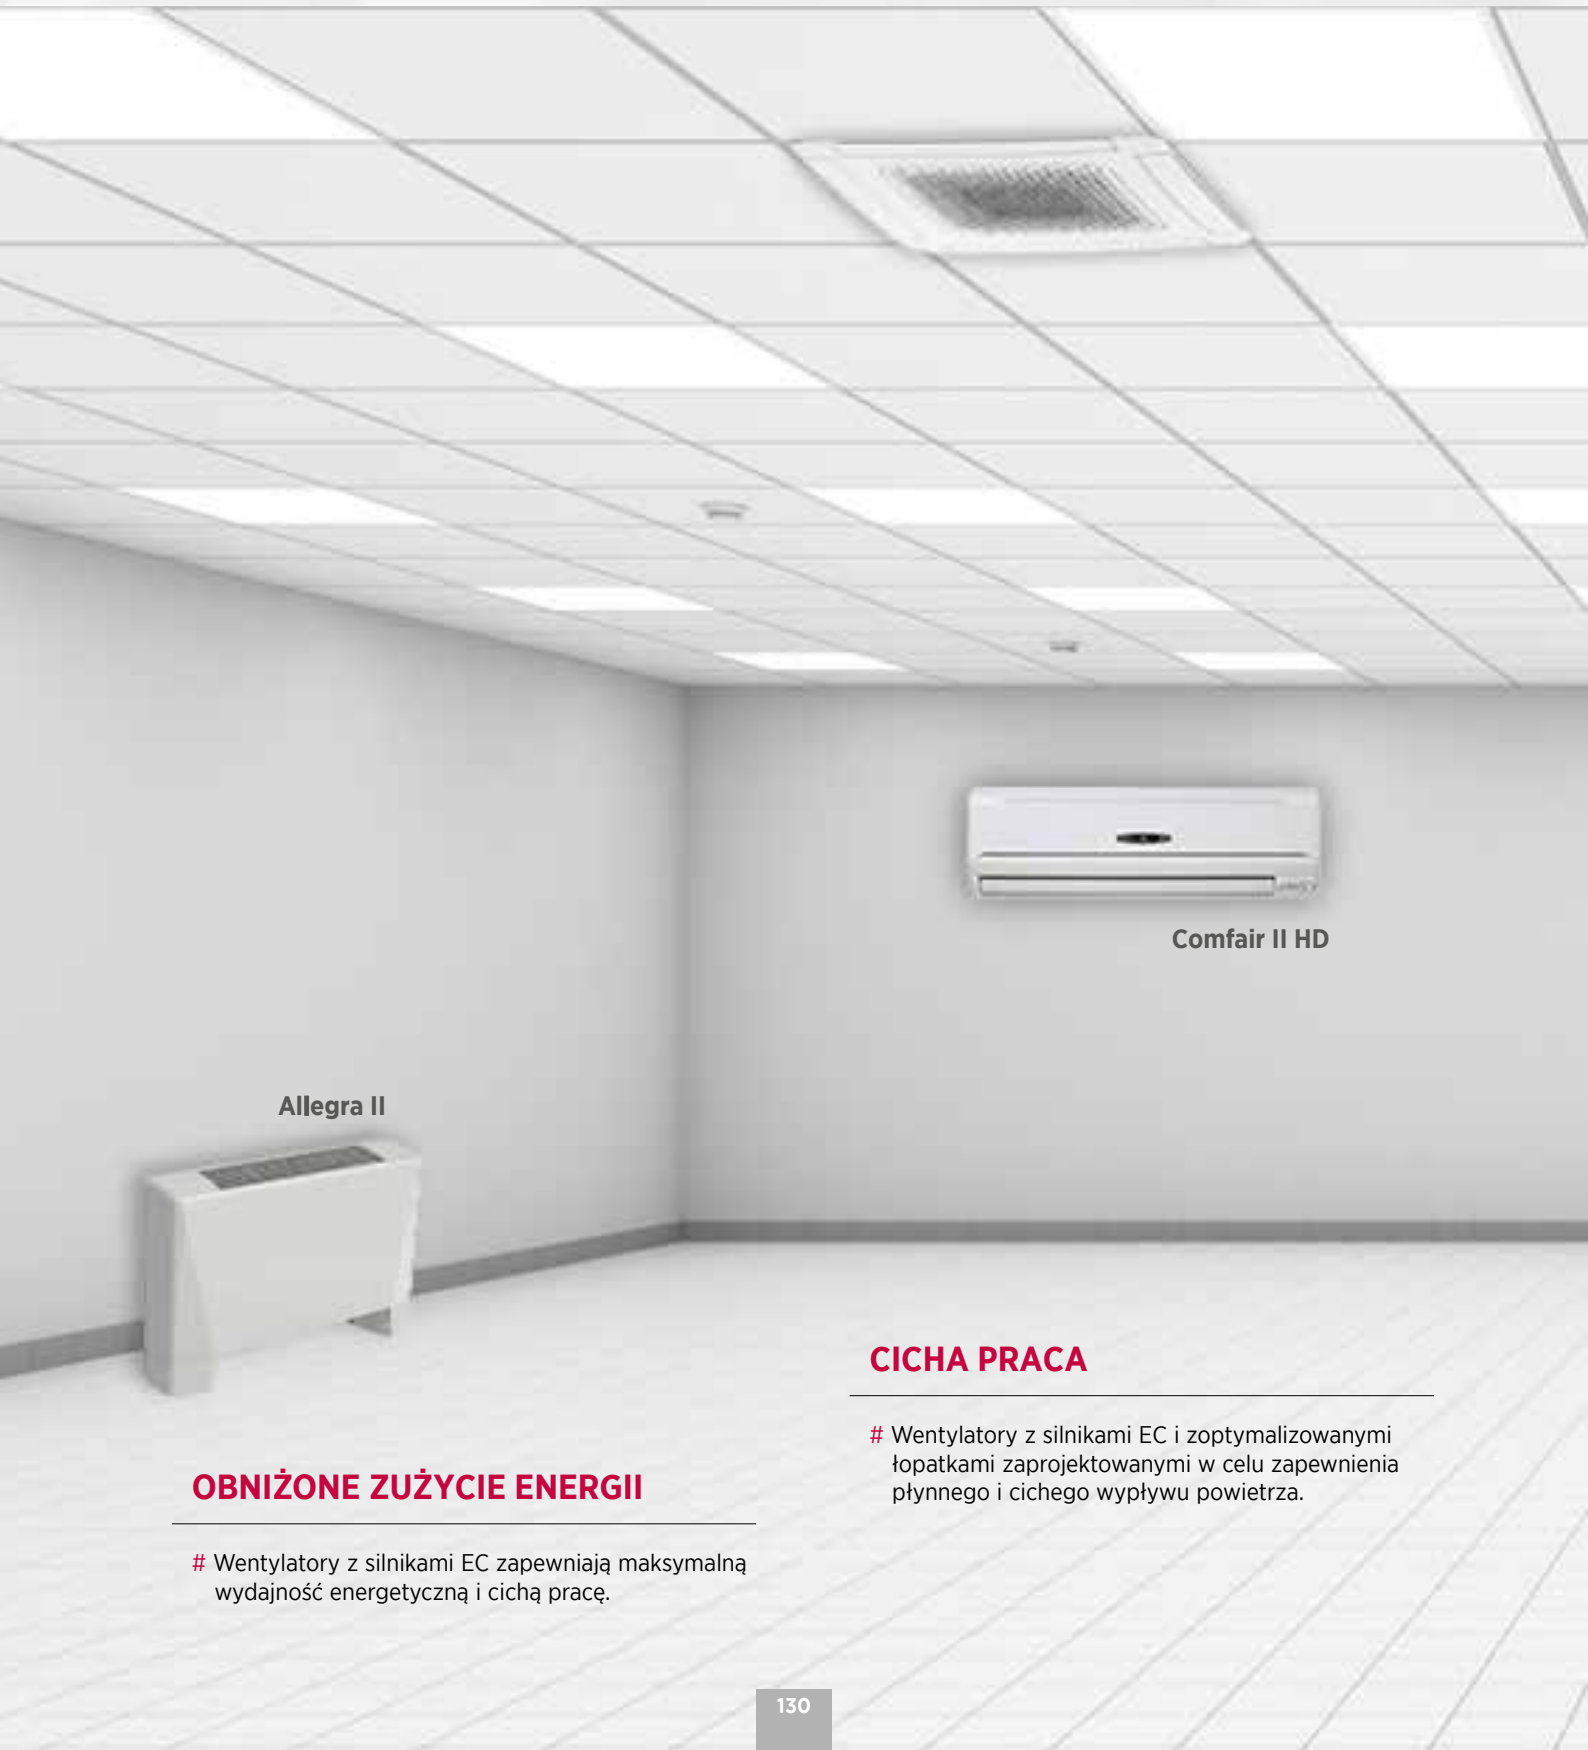 Comfair II HD
Allegra II
CICHA PRACA
# Wentylatory z silnikami EC i zoptymalizowanymi
łopatkami zaprojektowanymi w celu zapewnienia
płynnego i cichego wypływu powietrza.
OBNIŻONE ZUŻYCIE ENERGII
# Wentylatory z silnikami EC zapewniają maksymalną
wydajność energetyczną i cichą pracę.
130